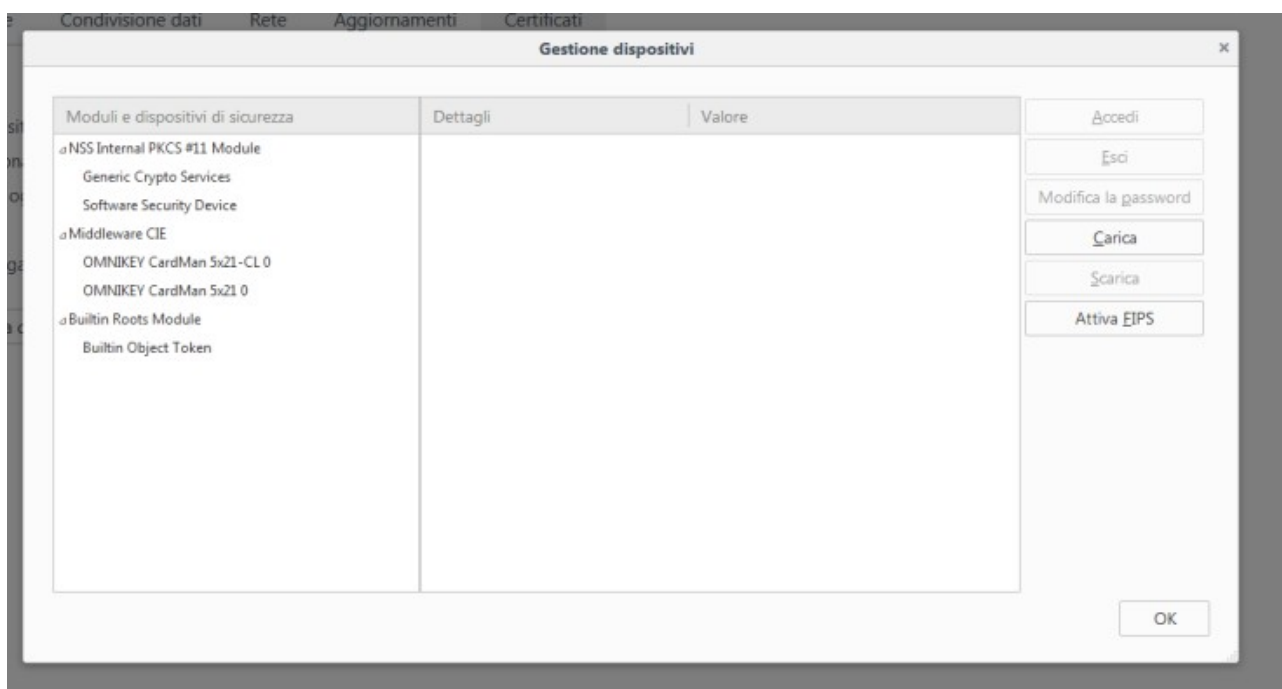 Condivisione dati Rete Aggiornamenti Certificati
Gestione dispositivi
Moduli e dispositivi di sicurezza Dettagli Valore
NSS Internal PKCS #11 Module
Generic Crypto Services
Software Security Device
Middleware CIE
OMNIKEY CardMan 5x21-CL 0
OMNIKEY CardMan 5x21 0
Builtin Roots Module
Builtin Object Token
Accedi
Esci
Modifica la password
Carica
Scarica
Attiva FIPS
OK